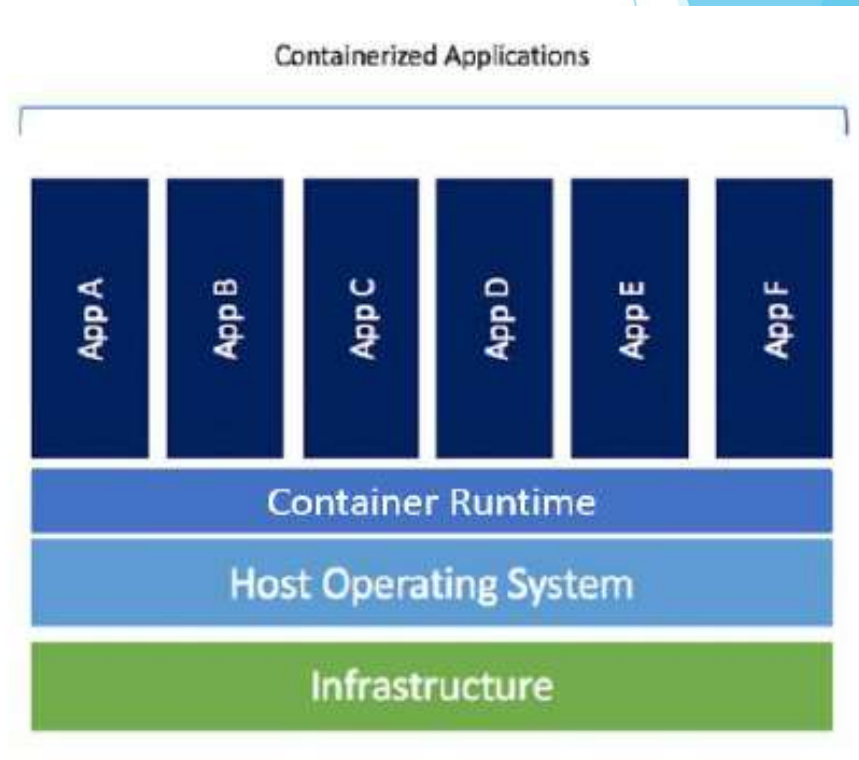 Containerized Applications
App A
App B
App C
App D
App E
App F
Container Runtime
Host Operating System
Infrastructure